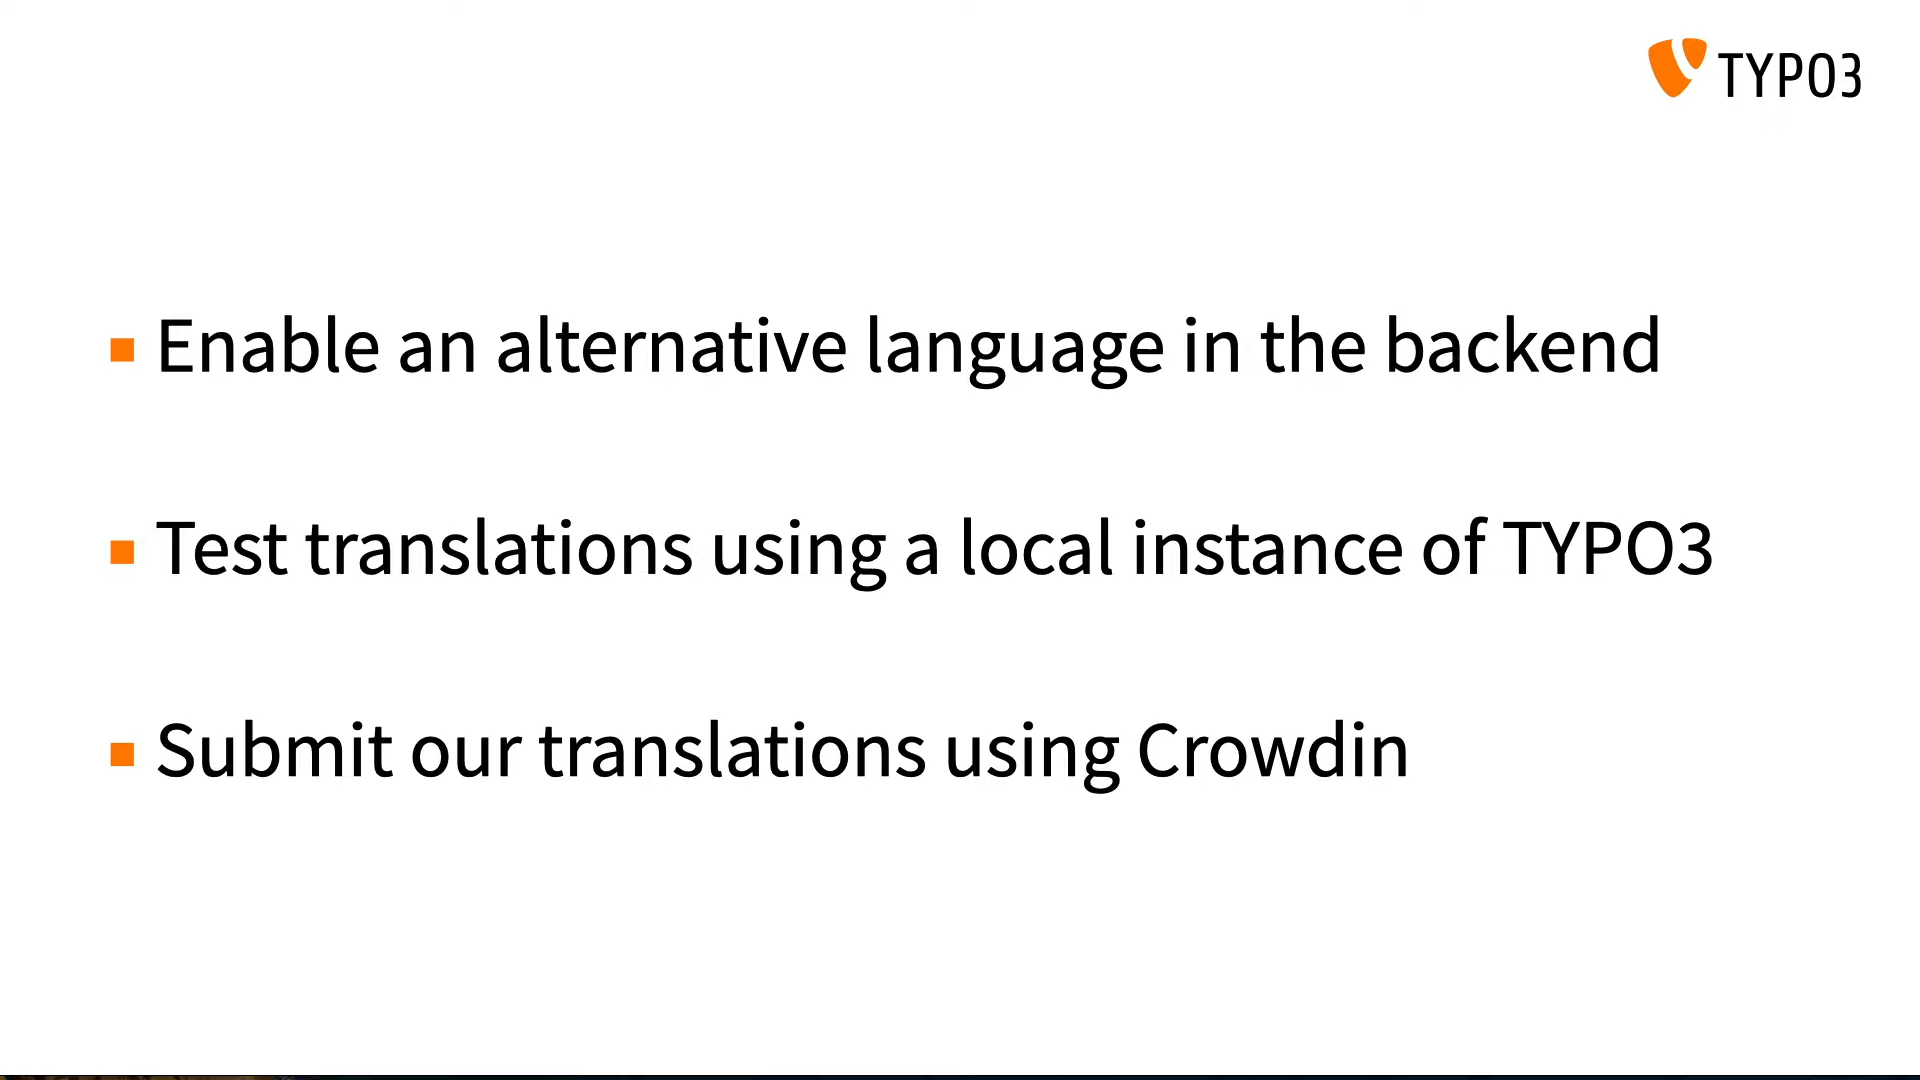 TYPO3
Enable an alternative language in the backend
Test translations using a local instance of TYPO3
Submit our translations using Crowdin